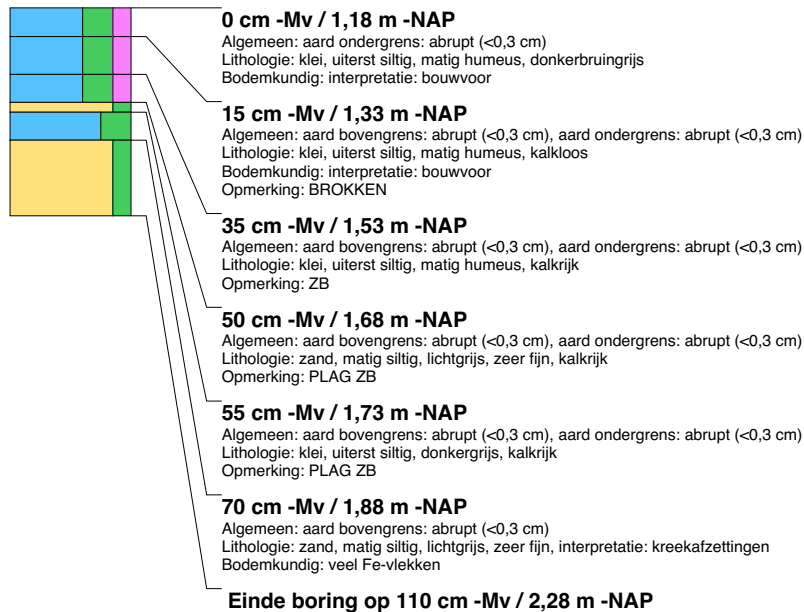 0 cm -Mv / 1,18 m -NAP
Algemeen: aard ondergrens: abrupt (<0,3 cm)
Lithologie: klei, uiterst siltig, matig humeus, donkerbruingrijs
Bodemkundig: interpretatie: bouwvoor
15 cm -Mv / 1,33 m -NAP
Algemeen: aard bovengrens: abrupt (<0,3 cm), aard ondergrens: abrupt (<0,3 cm)
Lithologie: klei, uiterst siltig, matig humeus, kalkloos
Bodemkundig: interpretatie: bouwvoor
Opmerking: BROKKEN
35 cm -Mv / 1,53 m -NAP
Algemeen: aard bovengrens: abrupt (<0,3 cm), aard ondergrens: abrupt (<0,3 cm)
Lithologie: klei, uiterst siltig, matig humeus, kalkrijk
Opmerking: ZB
50 cm -Mv / 1,68 m -NAP
Algemeen: aard bovengrens: abrupt (<0,3 cm), aard ondergrens: abrupt (<0,3 cm)
Lithologie: zand, matig siltig, lichtgrijs, zeer fijn, kalkrijk
Opmerking: PLAG ZB
55 cm -Mv / 1,73 m -NAP
Algemeen: aard bovengrens: abrupt (<0,3 cm), aard ondergrens: abrupt (<0,3 cm)
Lithologie: klei, uiterst siltig, donkergrijs, kalkrijk
Opmerking: PLAG ZB
70 cm -Mv / 1,88 m -NAP
Algemeen: aard bovengrens: abrupt (<0,3 cm)
Lithologie: zand, matig siltig, lichtgrijs, zeer fijn, interpretatie: kreekafzettingen
Bodemkundig: veel Fe-vlekken
Einde boring op 110 cm -Mv / 2,28 m -NAP